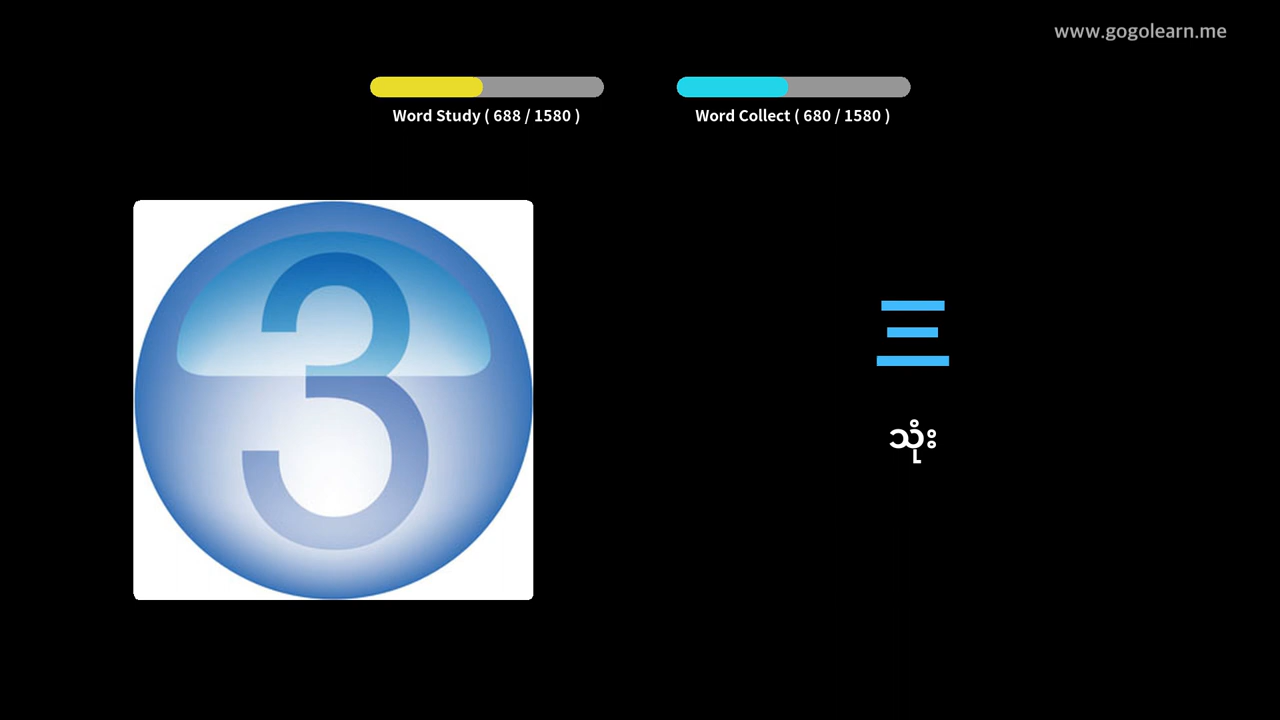 www.gogolearn.me
Word Study ( 688 / 1580 )
Word Collect ( 680 / 1580 )
3
三
သုံး